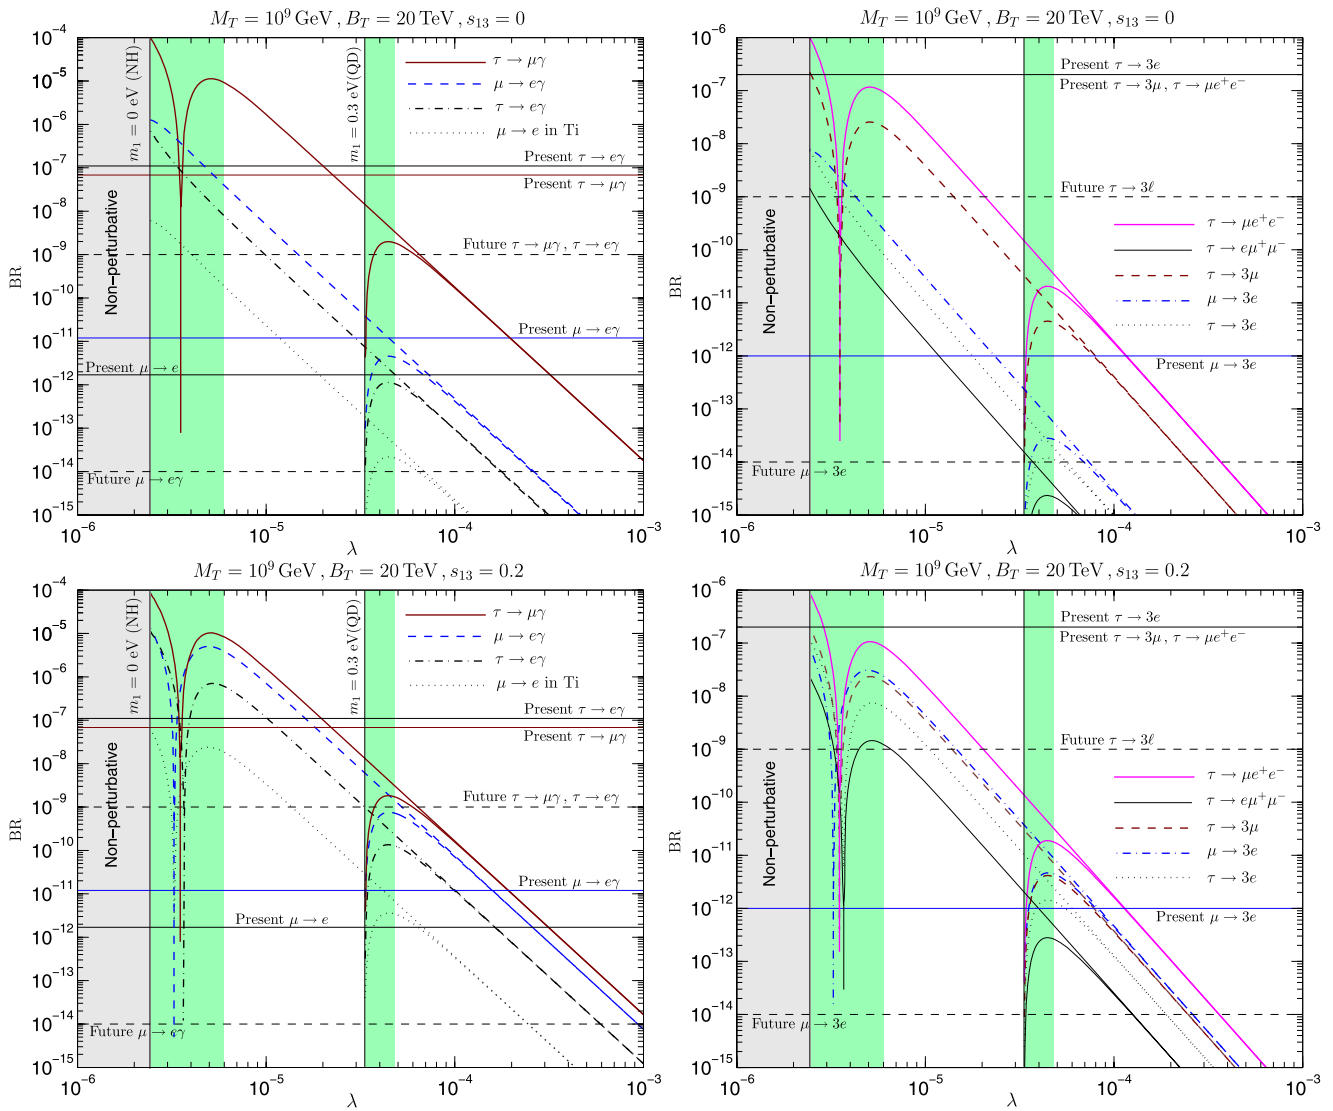 M_T = 10^9 GeV , B_T = 20 TeV , s_13 = 0
10^−4
10^−5
10^−6
10^−7
10^−8
10^−9
10^−10
10^−11
10^−12
10^−13
10^−14
10^−15
BR
m_1 = 0 eV (NH)
m_1 = 0.3 eV(QD)
Non−perturbative
τ → μγ
μ → eγ
τ → eγ
μ → e in Ti
Present τ → eγ
Present τ → μγ
Future τ → μγ , τ → eγ
Present μ → eγ
Present μ → e
Future μ → eγ
10^−6
10^−5
10^−4
10^−3
λ
M_T = 10^9 GeV , B_T = 20 TeV , s_13 = 0
10^−6
10^−7
10^−8
10^−9
10^−10
10^−11
10^−12
10^−13
10^−14
10^−15
BR
Non−perturbative
Present τ → 3e
Present τ → 3μ , τ → μe^+e^−
Future τ → 3ℓ
τ → μe^+e^−
τ → eμ^+μ^−
τ → 3μ
μ → 3e
τ → 3e
Present μ → 3e
Future μ → 3e
10^−6
10^−5
10^−4
10^−3
λ
M_T = 10^9 GeV , B_T = 20 TeV , s_13 = 0.2
10^−4
10^−5
10^−6
10^−7
10^−8
10^−9
10^−10
10^−11
10^−12
10^−13
10^−14
10^−15
BR
m_1 = 0 eV (NH)
m_1 = 0.3 eV(QD)
Non−perturbative
τ → μγ
μ → eγ
τ → eγ
μ → e in Ti
Present τ → eγ
Present τ → μγ
Future τ → μγ , τ → eγ
Present μ → eγ
Present μ → e
Future μ → eγ
10^−6
10^−5
10^−4
10^−3
λ
M_T = 10^9 GeV , B_T = 20 TeV , s_13 = 0.2
10^−6
10^−7
10^−8
10^−9
10^−10
10^−11
10^−12
10^−13
10^−14
10^−15
BR
Non−perturbative
Present τ → 3e
Present τ → 3μ , τ → μe^+e^−
Future τ → 3ℓ
τ → μe^+e^−
τ → eμ^+μ^−
τ → 3μ
μ → 3e
τ → 3e
Present μ → 3e
Future μ → 3e
10^−6
10^−5
10^−4
10^−3
λ